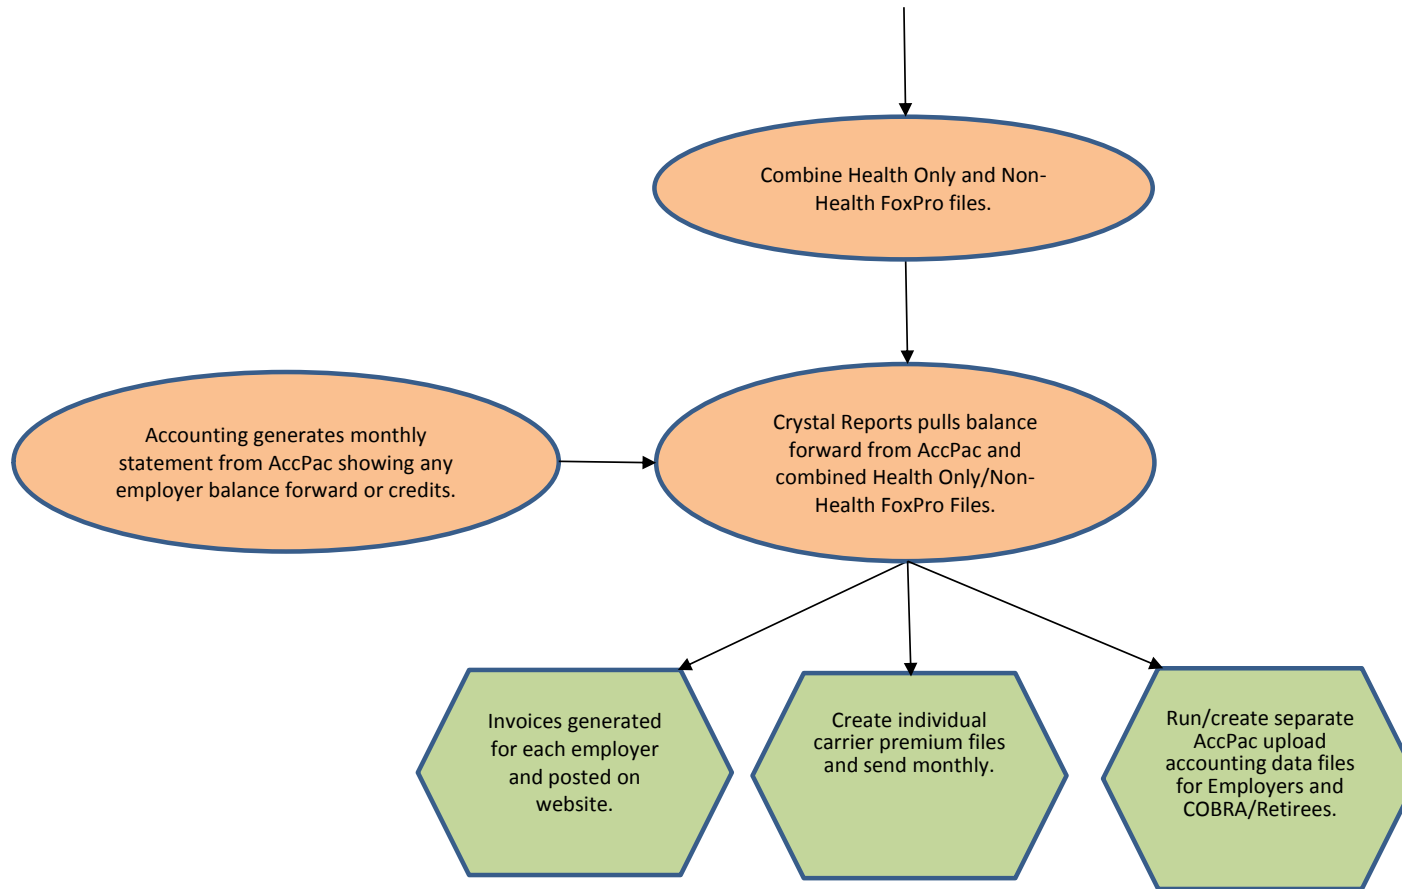 Combine Health Only and Non-
Health FoxPro files.
Accounting generates monthly
statement from AccPac showing any
employer balance forward or credits.
Crystal Reports pulls balance
forward from AccPac and
combined Health Only/Non-
Health FoxPro Files.
Invoices generated
for each employer
and posted on
website.
Create individual
carrier premium files
and send monthly.
Run/create separate
AccPac upload
accounting data files
for Employers and
COBRA/Retirees.